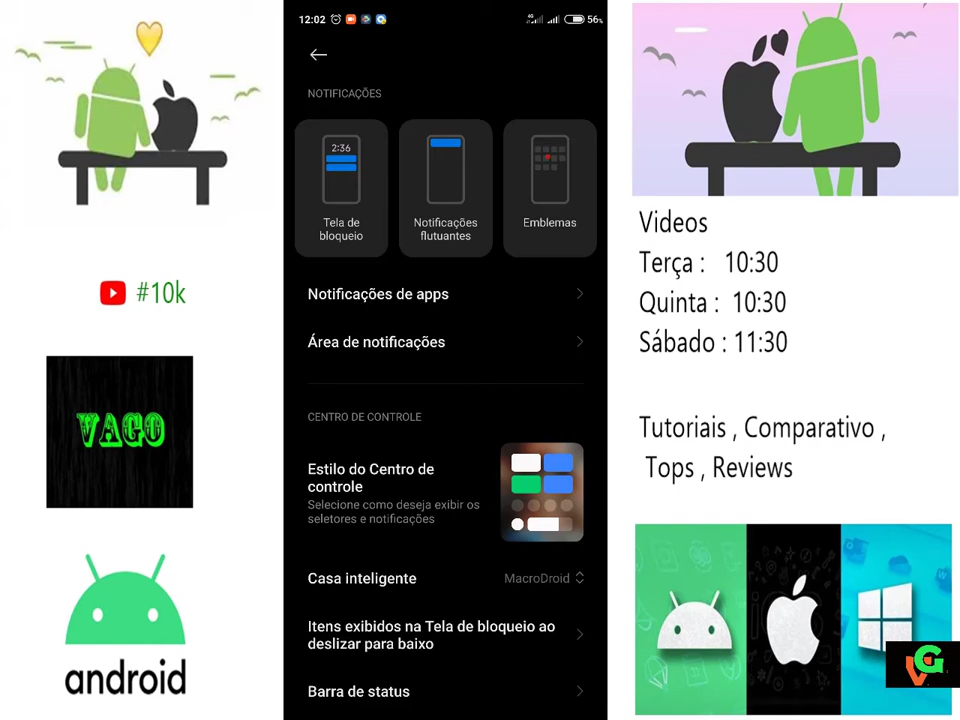 #10k
VAGO
android
12:02
4G
56%
NOTIFICAÇÕES
2:36
Tela de
bloqueio
Notificações
flutuantes
Emblemas
Notificações de apps
Área de notificações
CENTRO DE CONTROLE
Estilo do Centro de
controle
Selecione como deseja exibir os
seletores e notificações
Casa inteligente
MacroDroid
Itens exibidos na Tela de bloqueio ao
deslizar para baixo
Barra de status
Videos
Terça : 10:30
Quinta : 10:30
Sábado : 11:30
Tutoriais , Comparativo ,
Tops , Reviews
VG